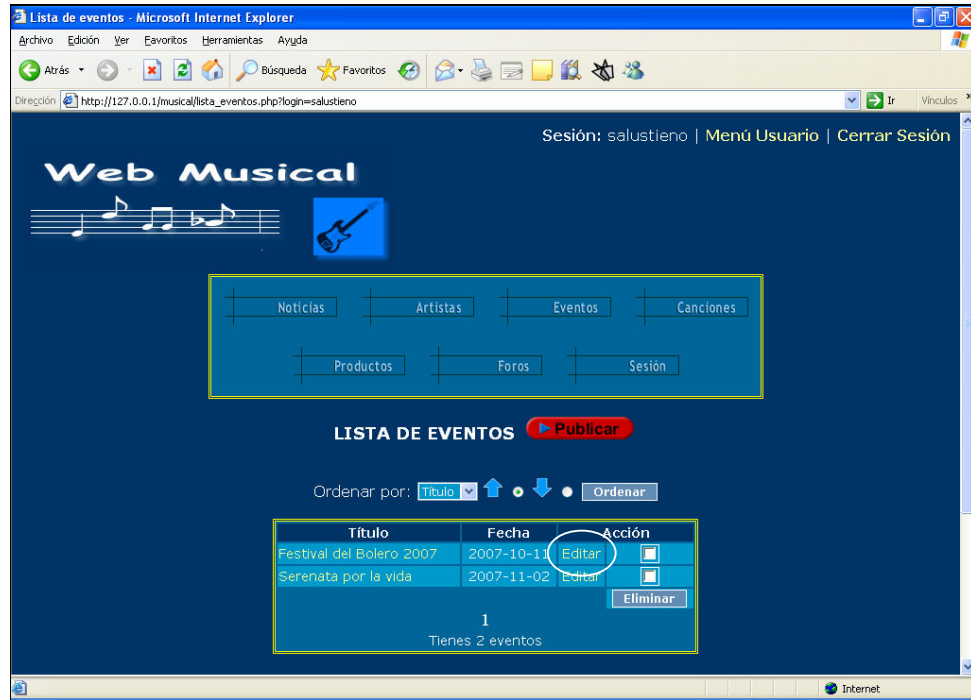 Lista de eventos - Microsoft Internet Explorer
Archivo Edición Ver Favoritos Herramientas Ayuda
Atrás Búsqueda Favoritos
Dirección http://127.0.0.1/musical/lista_eventos.php?login=salustieno Ir Vínculos »
Sesión: salustieno | Menú Usuario | Cerrar Sesión
Web Musical
Noticias Artistas Eventos Canciones
Productos Foros Sesión
LISTA DE EVENTOS Publicar
Ordenar por: Título Ordenar
Título Fecha Acción
Festival del Bolero 2007 2007-10-11 Editar
Serenata por la vida 2007-11-02 Editar
Eliminar
1
Tienes 2 eventos
Internet